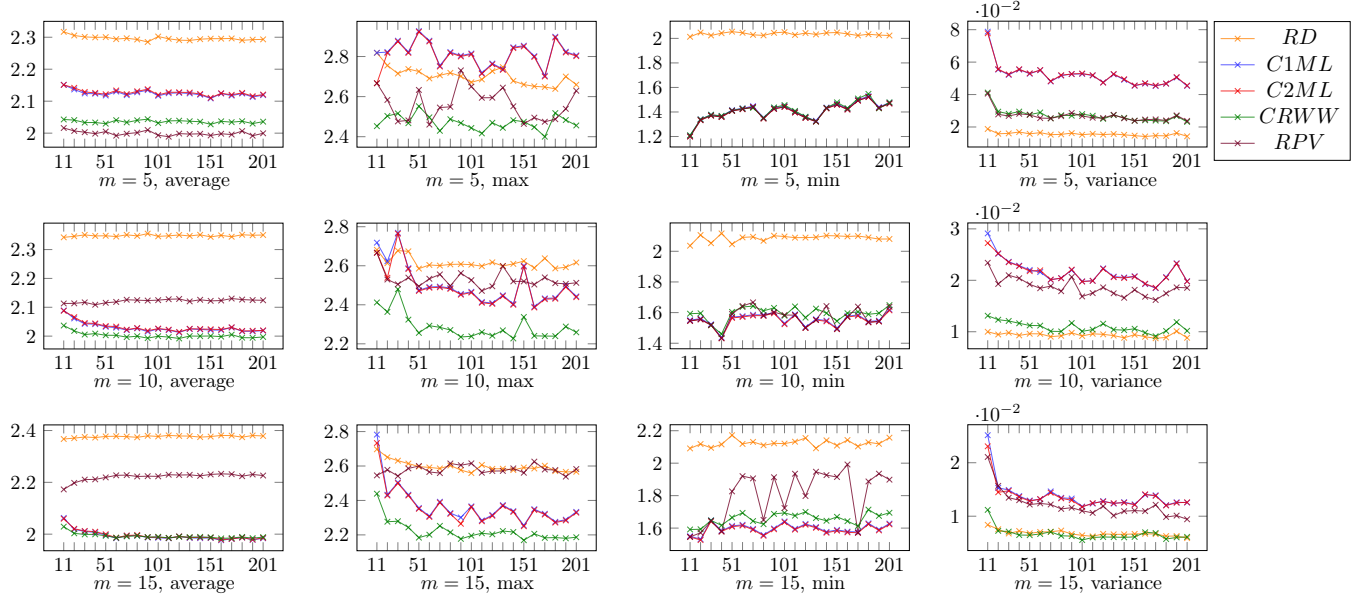 ·10⁻²
2.3
2.2
2.1
2
11 51 101 151 201
m = 5, average
2.8
2.6
2.4
11 51 101 151 201
m = 5, max
2
1.8
1.6
1.4
1.2
11 51 101 151 201
m = 5, min
8
6
4
2
11 51 101 151 201
m = 5, variance
RD
C1ML
C2ML
CRWW
RPV
·10⁻²
2.3
2.2
2.1
2
11 51 101 151 201
m = 10, average
2.8
2.6
2.4
2.2
11 51 101 151 201
m = 10, max
2
1.8
1.6
1.4
11 51 101 151 201
m = 10, min
3
2
1
11 51 101 151 201
m = 10, variance
·10⁻²
2.4
2.2
2
11 51 101 151 201
m = 15, average
2.8
2.6
2.4
2.2
11 51 101 151 201
m = 15, max
2.2
2
1.8
1.6
1.4
11 51 101 151 201
m = 15, min
2
1
11 51 101 151 201
m = 15, variance